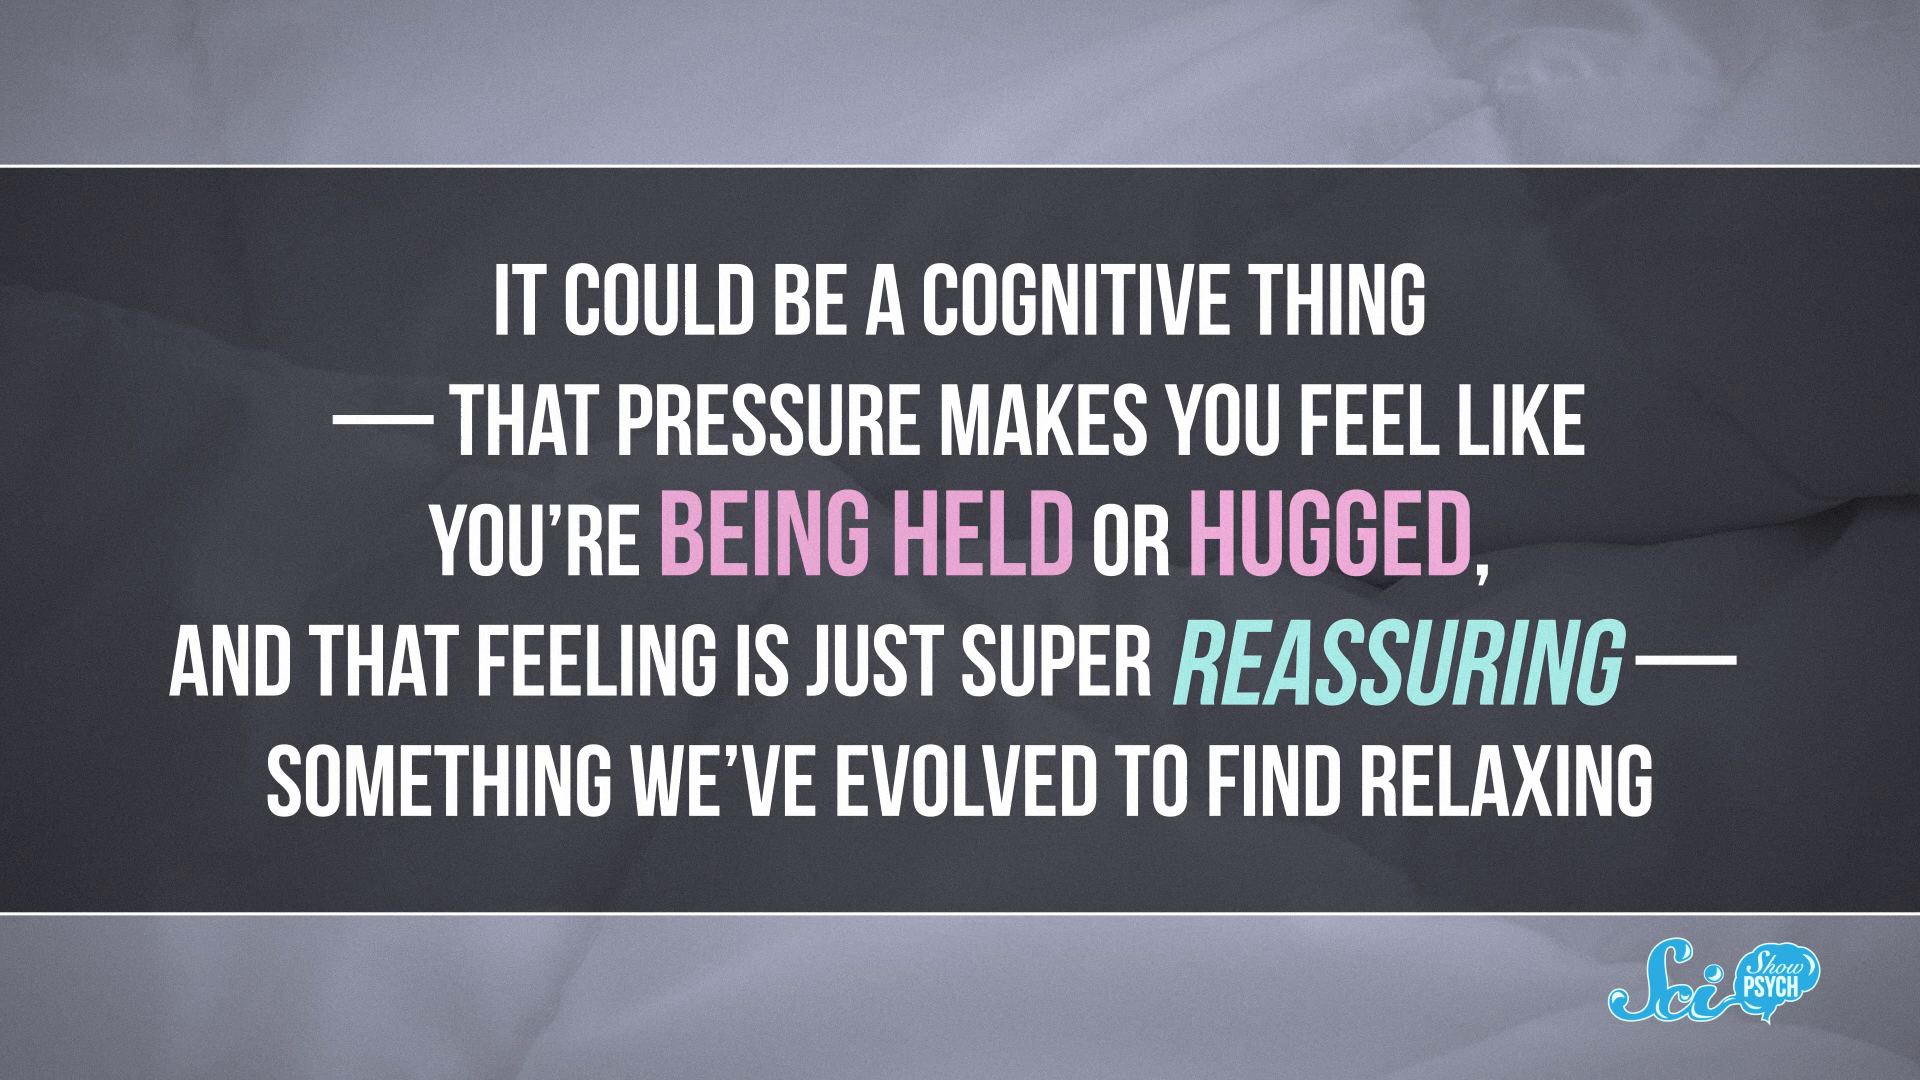 IT COULD BE A COGNITIVE THING
— THAT PRESSURE MAKES YOU FEEL LIKE
YOU’RE BEING HELD OR HUGGED,
AND THAT FEELING IS JUST SUPER REASSURING —
SOMETHING WE’VE EVOLVED TO FIND RELAXING
Sci Show
PSYCH